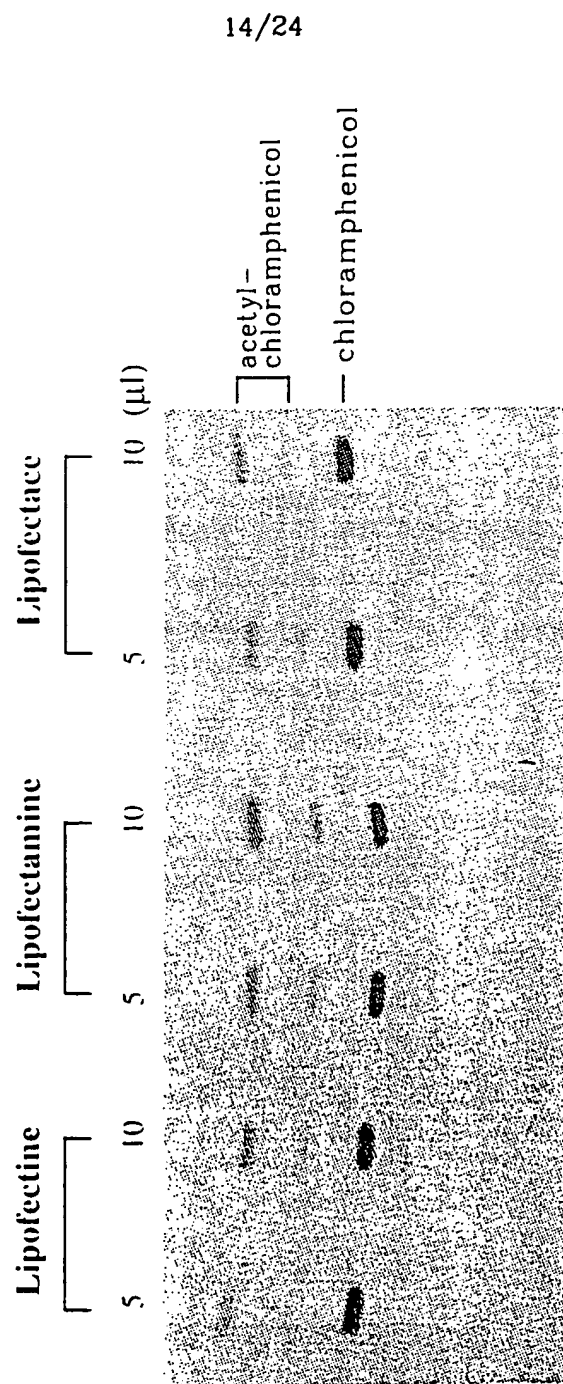 14/24
Lipofectine
Lipofectamine
Lipofectace
5
10
5
10
5
10 (µl)
acetyl-
chloramphenicol
chloramphenicol